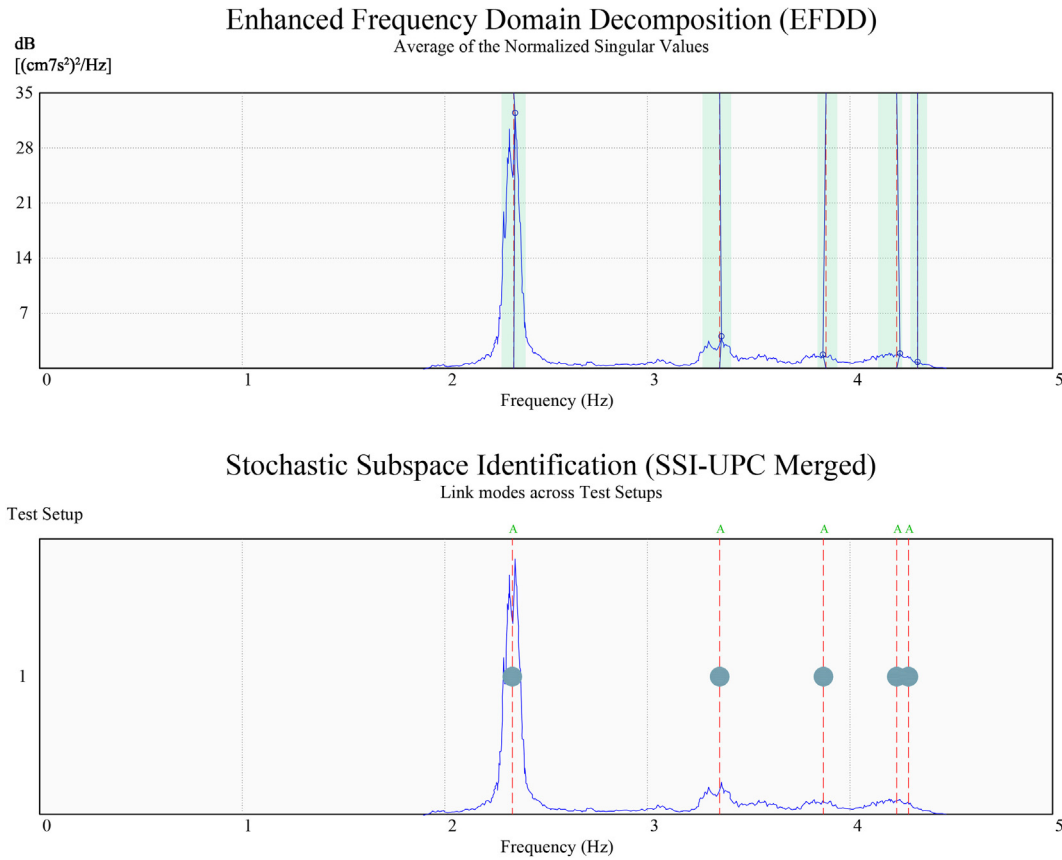 Enhanced Frequency Domain Decomposition (EFDD)
Average of the Normalized Singular Values
dB
[(cm7s²)²/Hz]
35
28
21
14
7
0 1 2 3 4 5
Frequency (Hz)
Stochastic Subspace Identification (SSI-UPC Merged)
Link modes across Test Setups
Test Setup
A A A A A
1
0 1 2 3 4 5
Frequency (Hz)